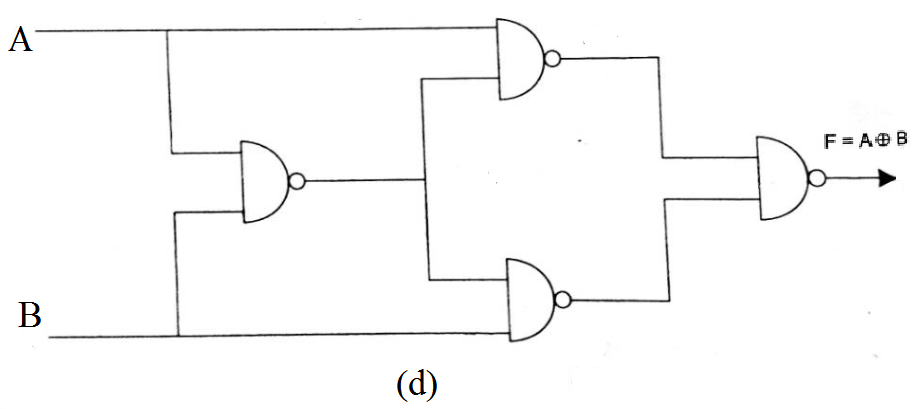 A
F = A ⊕ B
B
(d)